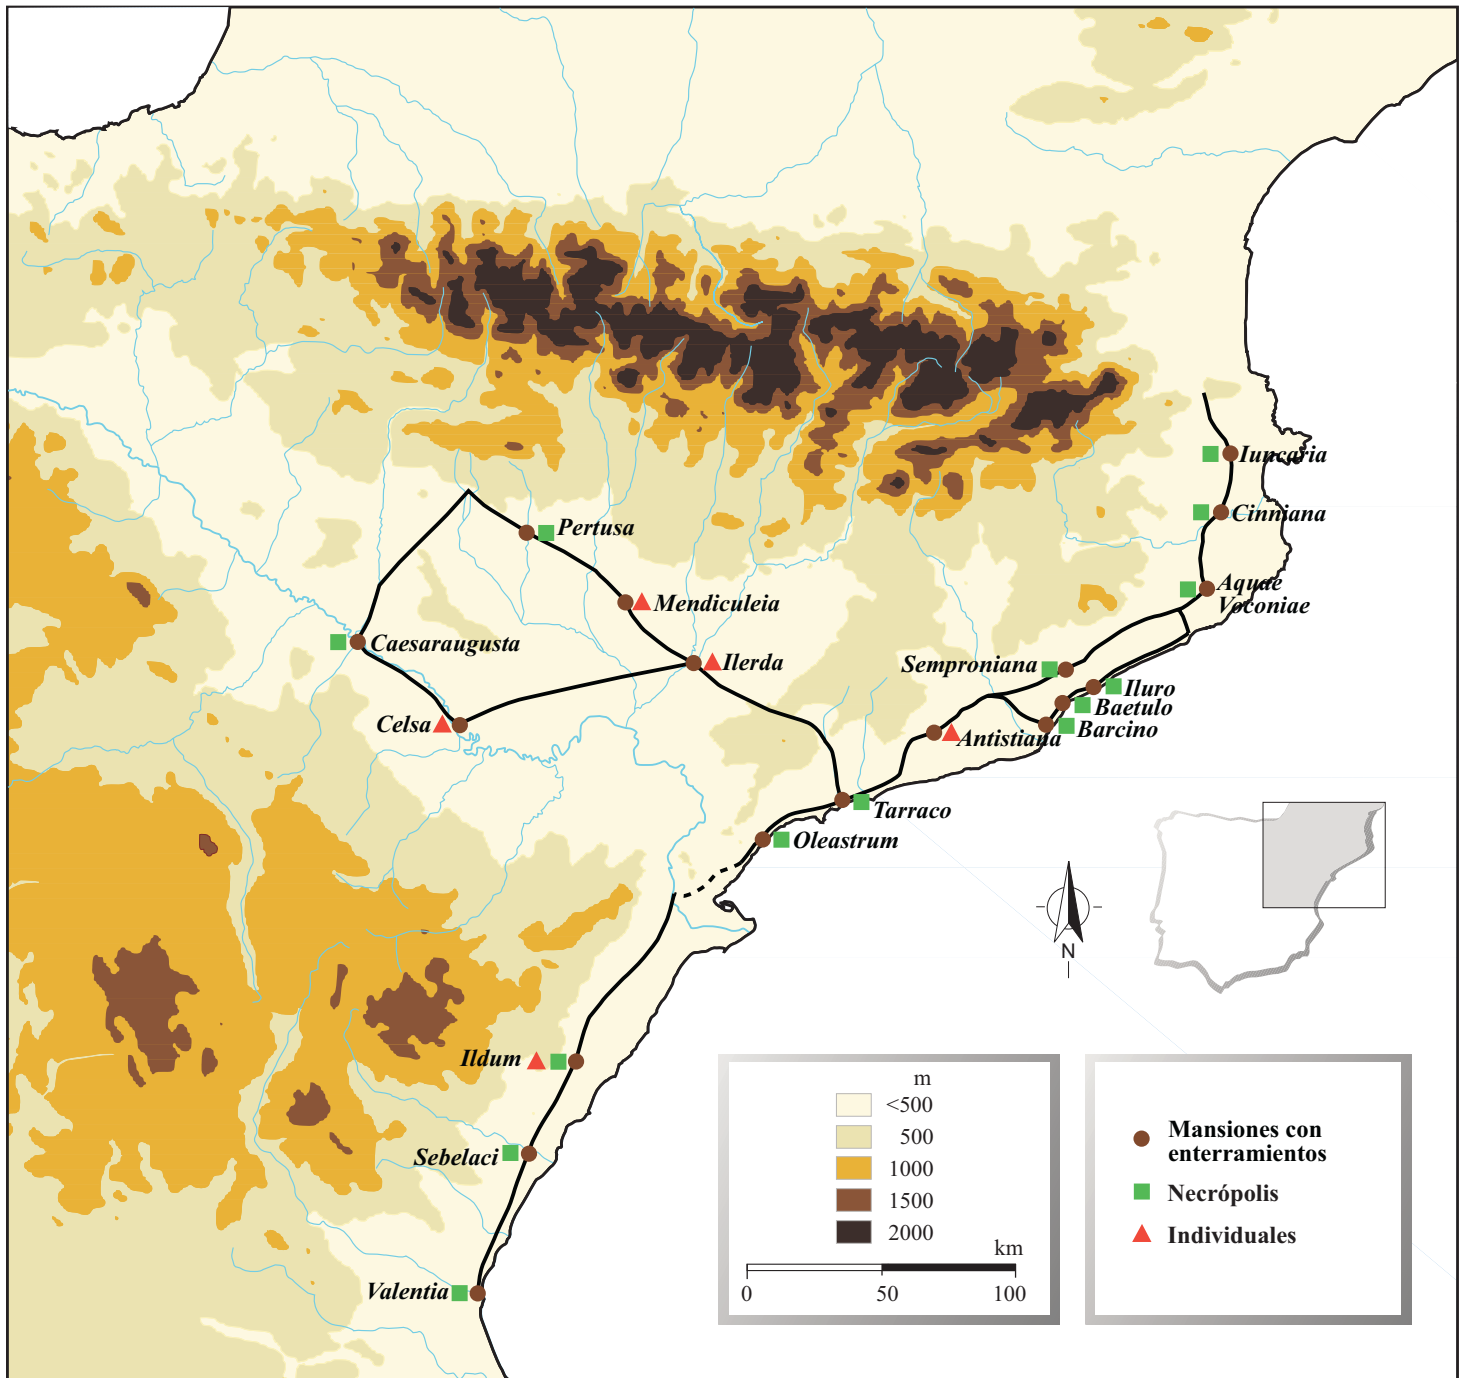 Iuncaria
Cinniana
Pertusa
Aquae
Voconiae
Mendiculeia
Caesaraugusta
Ilerda
Semproniana
Iluro
Baetulo
Celsa
Antistiana
Barcino
Tarraco
Oleastrum
N
Ildum
Sebelaci
Valentia
m
<500
500
1000
1500
2000
km
0 50 100
Mansiones con
enterramientos
Necrópolis
Individuales